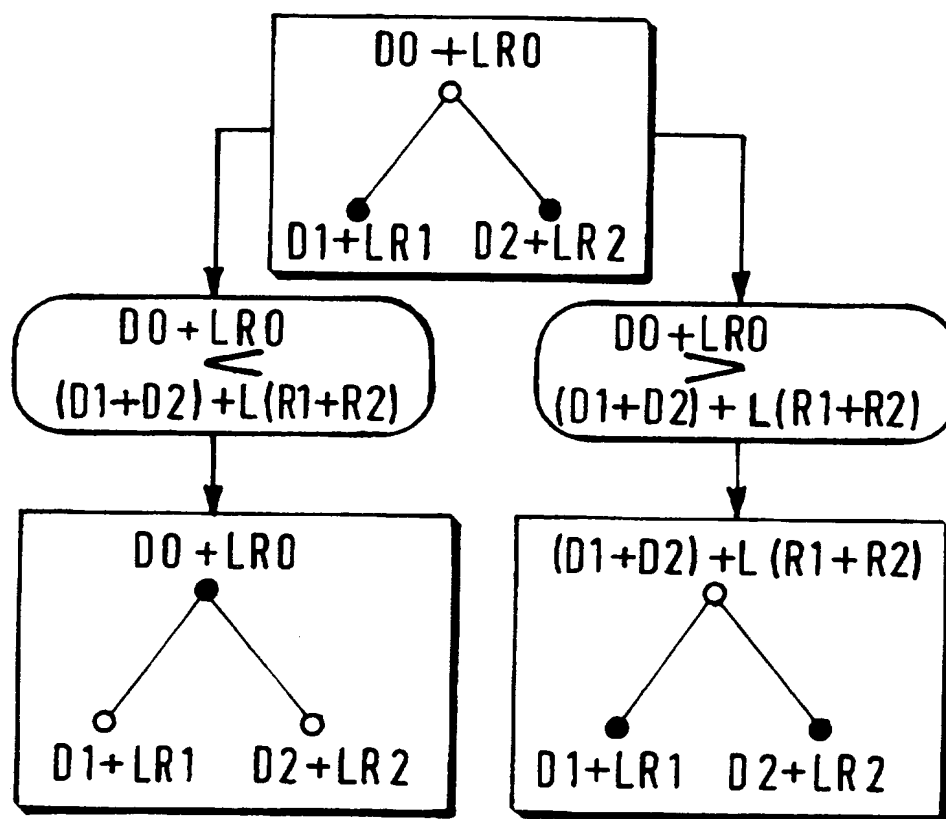 D0+LR0
D1+LR1 D2+LR2
D0+LR0
<
(D1+D2)+L(R1+R2)
D0+LR0
>
(D1+D2)+L(R1+R2)
D0+LR0
D1+LR1 D2+LR2
(D1+D2)+L(R1+R2)
D1+LR1 D2+LR2